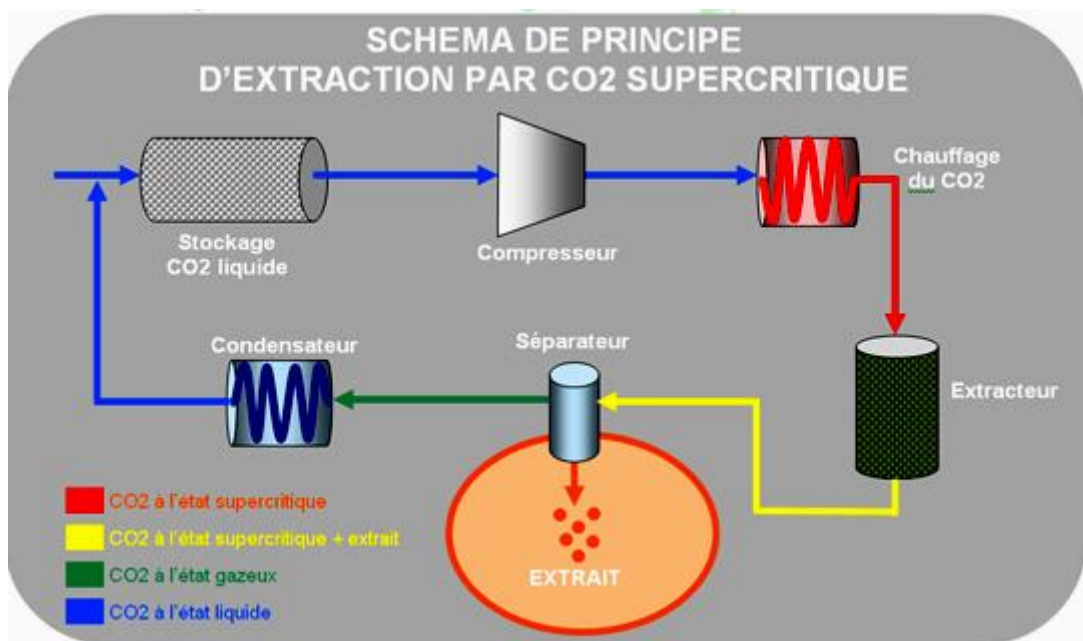 SCHEMA DE PRINCIPE
D'EXTRACTION PAR CO2 SUPERCRITIQUE
Chauffage
du CO2
Stockage
CO2 liquide
Compresseur
Condensateur
Séparateur
Extracteur
CO2 à l'état supercritique
CO2 à l'état supercritique + extrait
CO2 à l'état gazeux
CO2 à l'état liquide
EXTRAIT